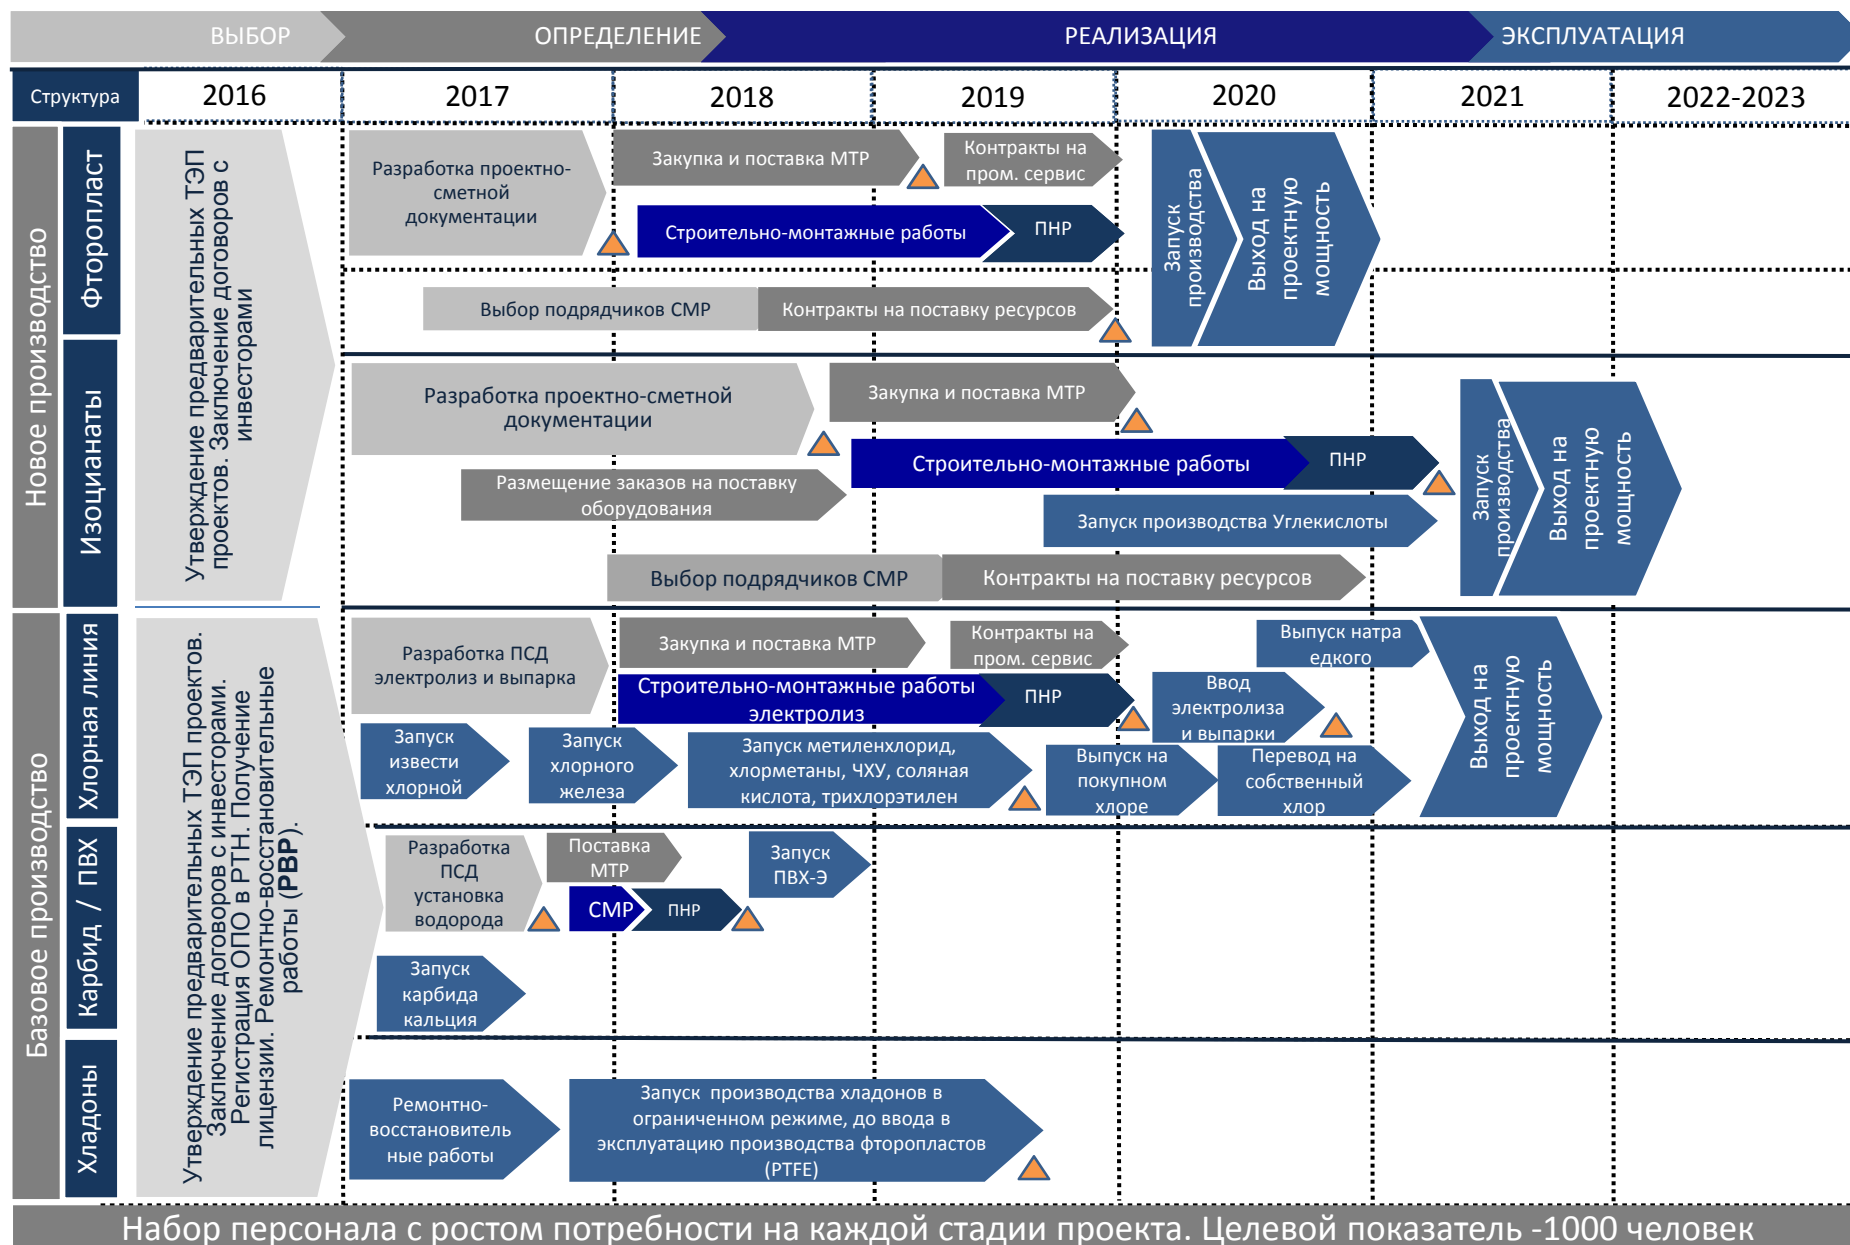 ВЫБОР
ОПРЕДЕЛЕНИЕ
РЕАЛИЗАЦИЯ
ЭКСПЛУАТАЦИЯ
Структура
2016
2017
2018
2019
2020
2021
2022-2023
Новое производство
Фторопласт
Утверждение предварительных ТЭП
проектов. Заключение договоров с
инвесторами
Разработка проектно-
сметной
документации
Закупка и поставка МТР
Контракты на
пром. сервис
Строительно-монтажные работы
ПНР
Выбор подрядчиков СМР
Контракты на поставку ресурсов
Запуск
производства
Выход на
проектную
мощность
Изоцианаты
Разработка проектно-сметной
документации
Закупка и поставка МТР
Строительно-монтажные работы
ПНР
Размещение заказов на поставку
оборудования
Запуск производства Углекислоты
Выбор подрядчиков СМР
Контракты на поставку ресурсов
Запуск
производства
Выход на
проектную
мощность
Базовое производство
Хлорная линия
Утверждение предварительных ТЭП проектов.
Заключение договоров с инвесторами.
Регистрация ОПО в РТН. Получение
лицензии. Ремонтно-восстановительные
работы (РВР).
Разработка ПСД
электролиз и выпарка
Закупка и поставка МТР
Контракты на
пром. сервис
Выпуск натра
едкого
Строительно-монтажные работы
электролиз
ПНР
Ввод
электролиза
и выпарки
Запуск
извести
хлорной
Запуск
хлорного
железа
Запуск метиленхлорид,
хлорметаны, ЧХУ, соляная
кислота, трихлорэтилен
Выпуск на
покупном
хлоре
Перевод на
собственный
хлор
Выход на
проектную
мощность
Карбид / ПВХ
Разработка
ПСД
установка
водорода
Поставка
МТР
СМР
ПНР
Запуск
ПВХ-Э
Запуск
карбида
кальция
Хладоны
Ремонтно-
восстановитель
ные работы
Запуск производства хладонов в
ограниченном режиме, до ввода в
эксплуатацию производства фторопластов
(PTFE)
Набор персонала с ростом потребности на каждой стадии проекта. Целевой показатель -1000 человек